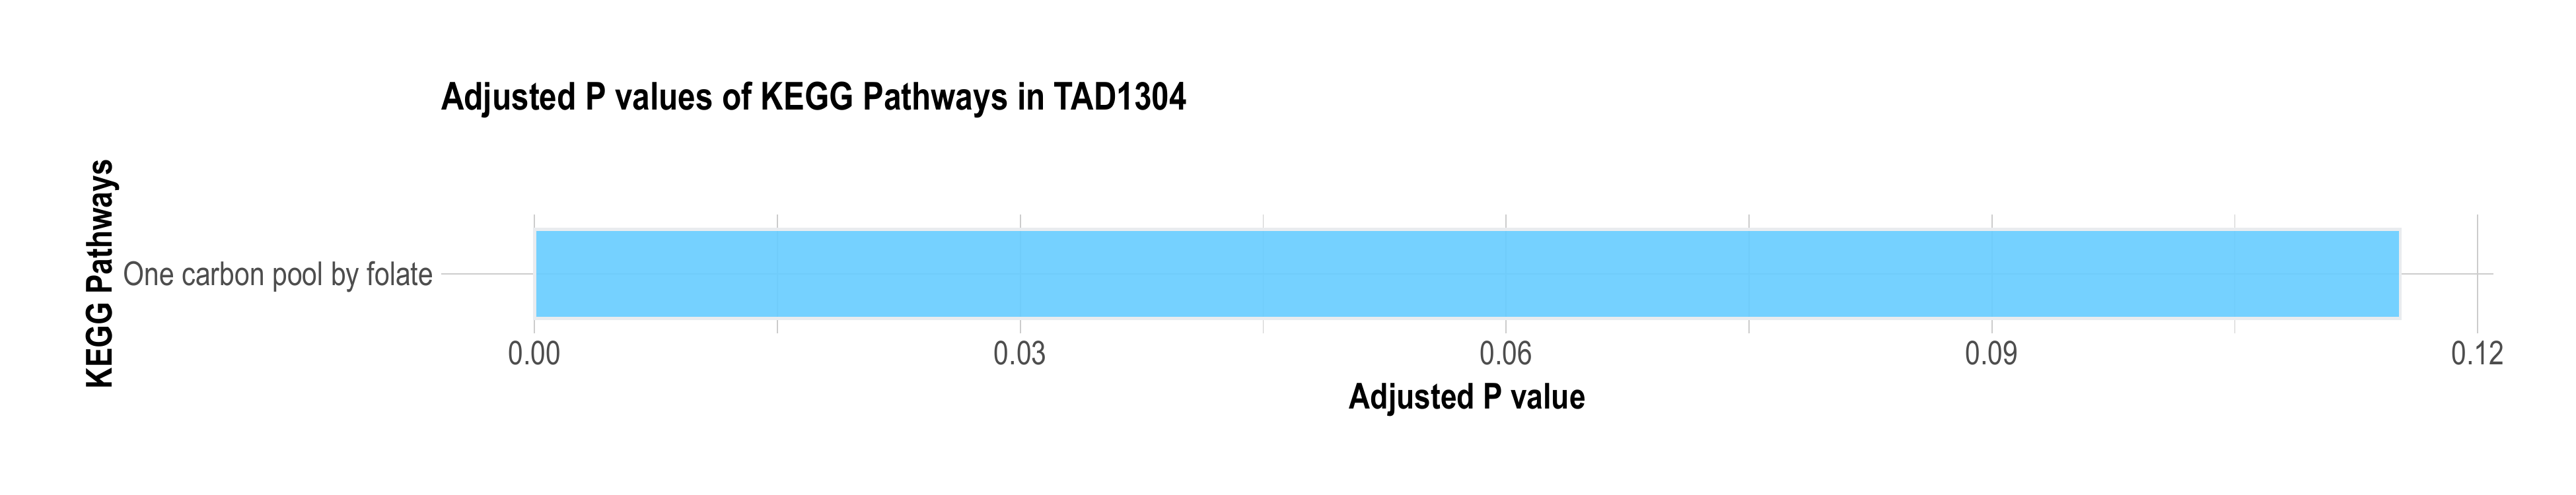 Adjusted P values of KEGG Pathways in TAD1304
KEGG Pathways
One carbon pool by folate
0.00 0.03 0.06 0.09 0.12
Adjusted P value